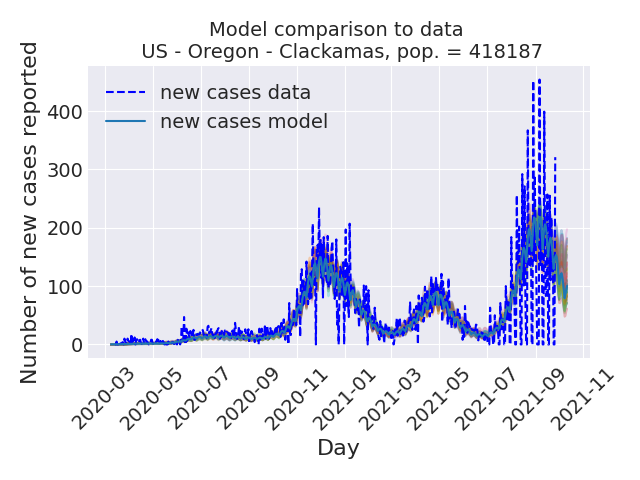 Model comparison to data
US - Oregon - Clackamas, pop. = 418187
Number of new cases reported
new cases data
new cases model
400
300
200
100
0
2020-03
2020-05
2020-07
2020-09
2020-11
2021-01
2021-03
2021-05
2021-07
2021-09
2021-11
Day